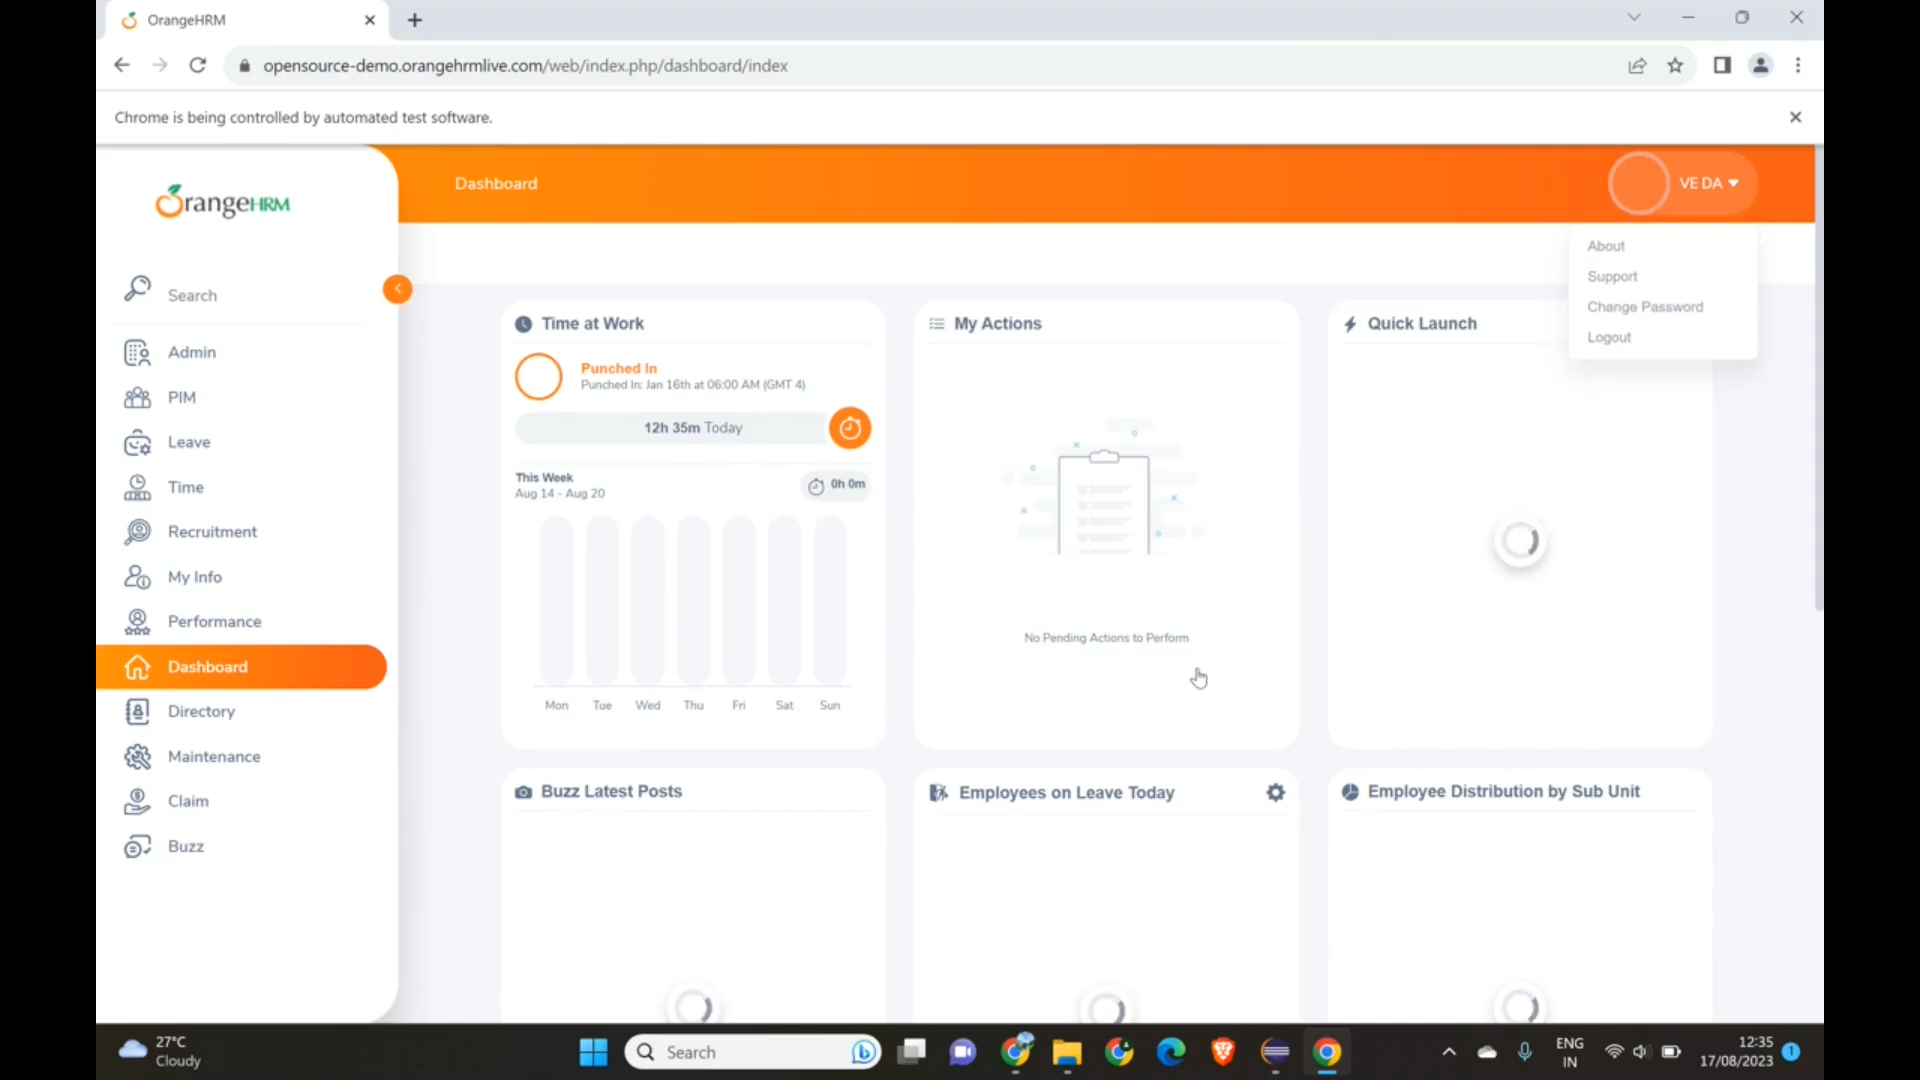 OrangeHRM
opensource-demo.orangehrmlive.com/web/index.php/dashboard/index
Chrome is being controlled by automated test software.
OrangeHRM
Dashboard
VE DA
About
Support
Change Password
Logout
Search
Admin
PIM
Leave
Time
Recruitment
My Info
Performance
Dashboard
Directory
Maintenance
Claim
Buzz
Time at Work
Punched In
Punched In: Jan 16th at 06:00 AM (GMT 4)
12h 35m Today
This Week
Aug 14 - Aug 20
0h 0m
Mon Tue Wed Thu Fri Sat Sun
My Actions
No Pending Actions to Perform
Quick Launch
Buzz Latest Posts
Employees on Leave Today
Employee Distribution by Sub Unit
27°C
Cloudy
Search
ENG
IN
12:35
17/08/2023
1